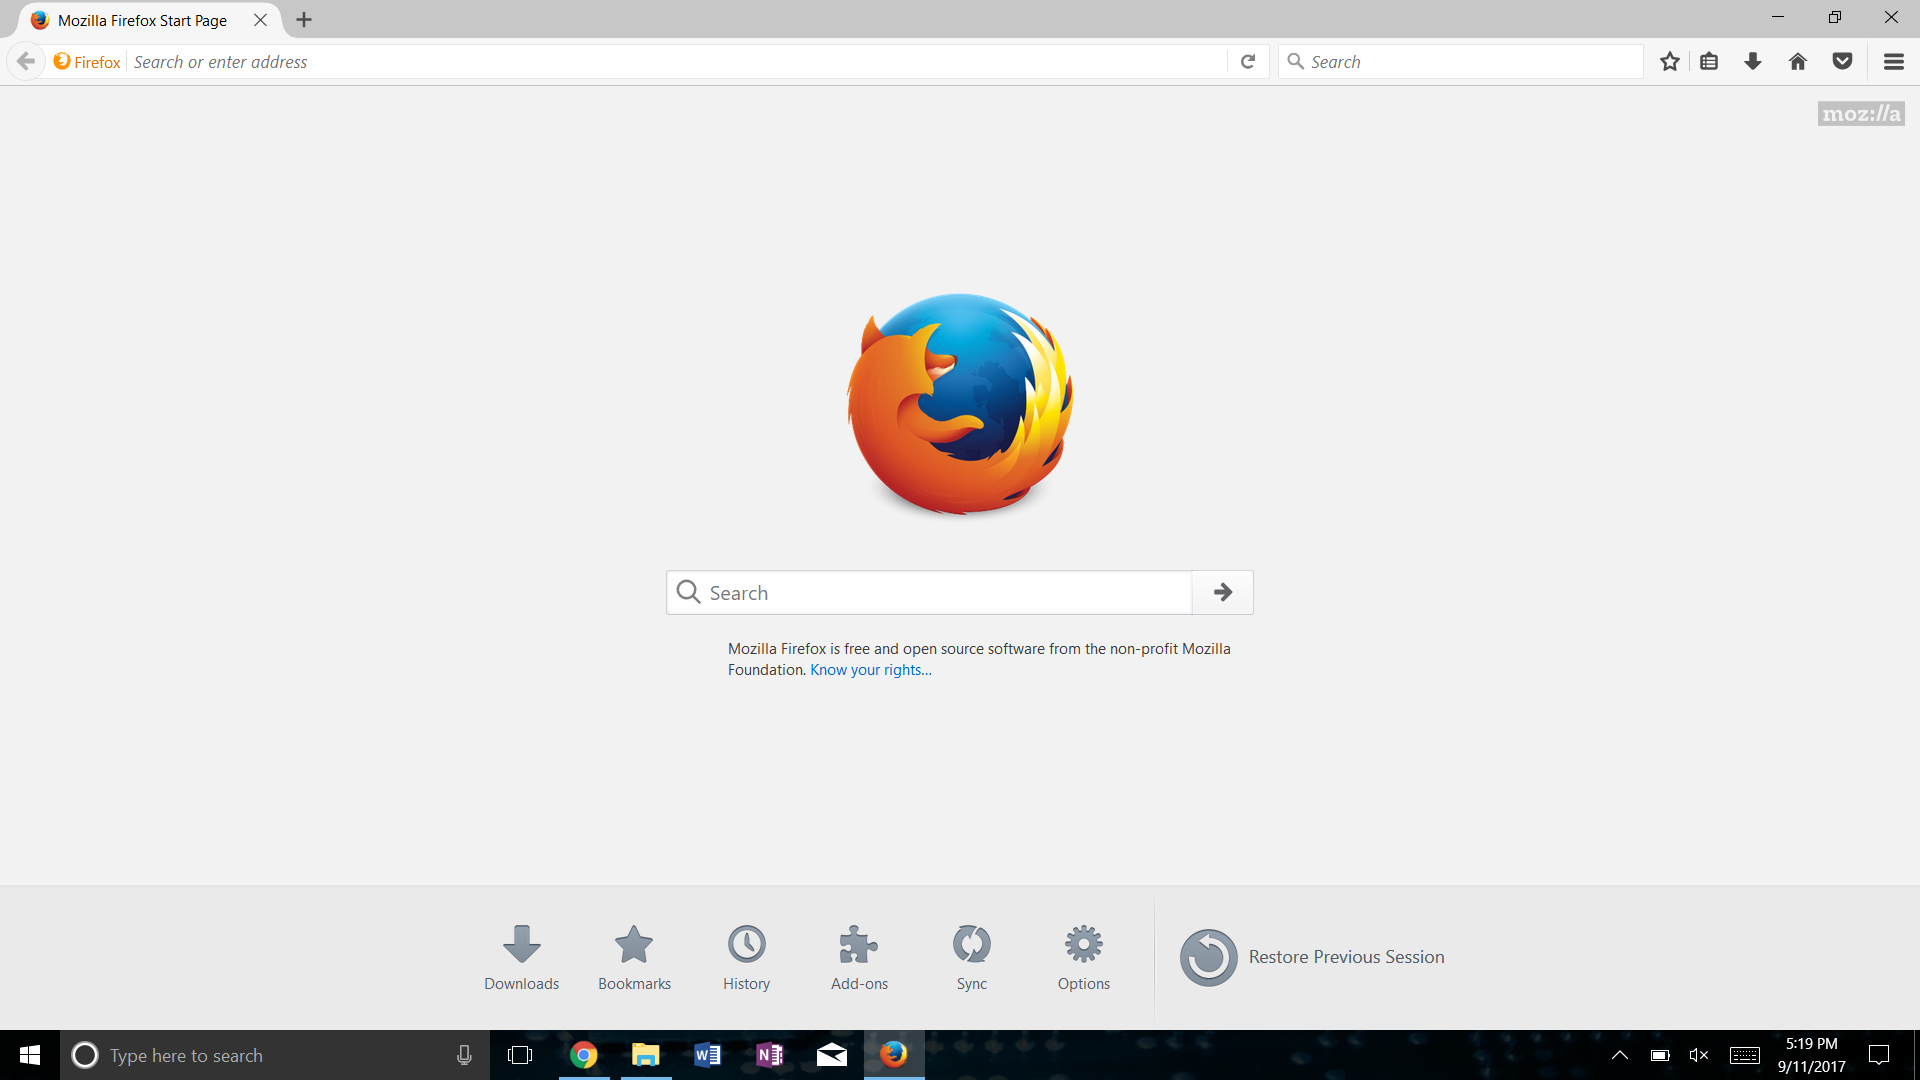 Mozilla Firefox Start Page
Firefox Search or enter address
Search
moz://a
Search
Mozilla Firefox is free and open source software from the non-profit Mozilla
Foundation. Know your rights...
Downloads
Bookmarks
History
Add-ons
Sync
Options
Restore Previous Session
Type here to search
5:19 PM
9/11/2017